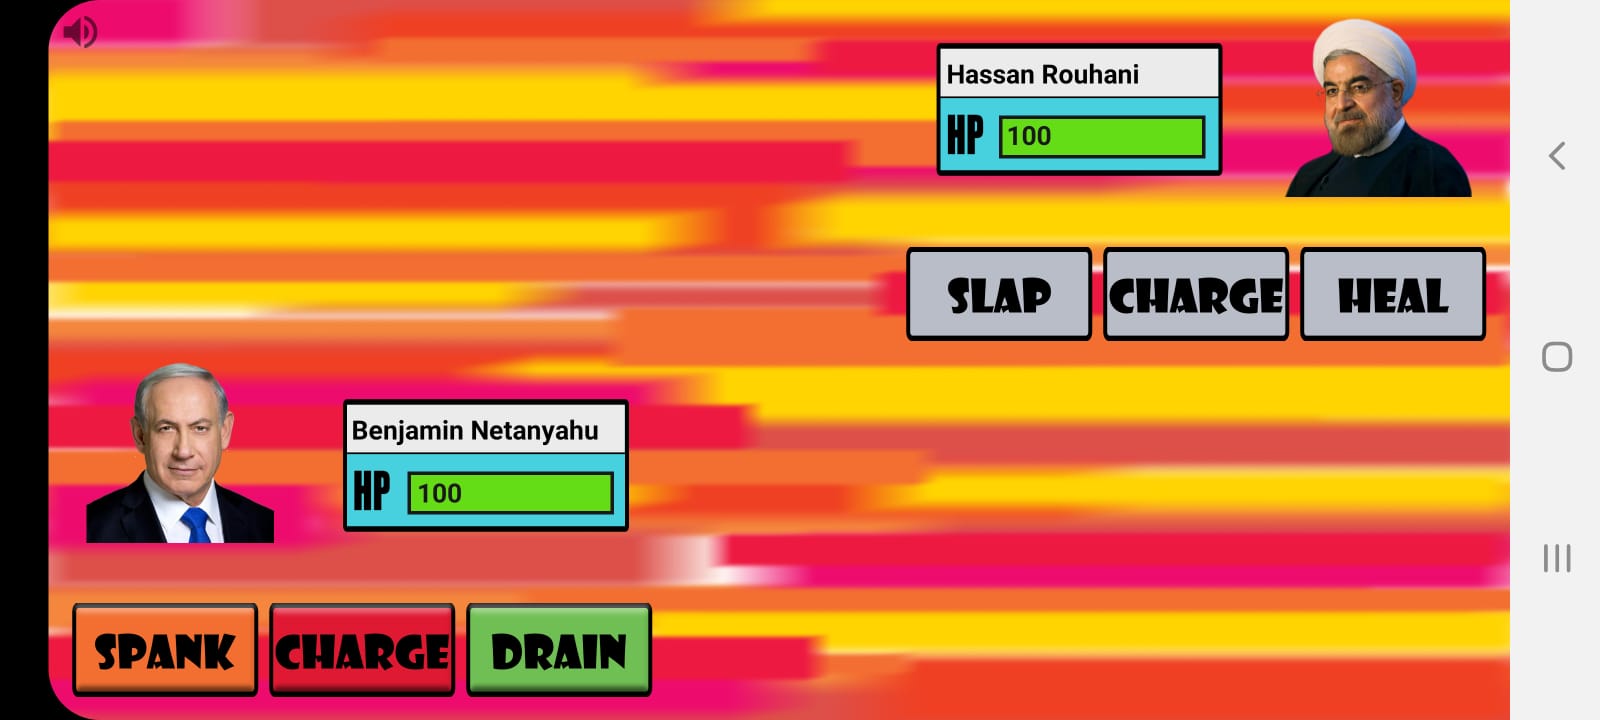 Hassan Rouhani
HP 100
SLAP CHARGE HEAL
Benjamin Netanyahu
HP 100
SPANK CHARGE DRAIN